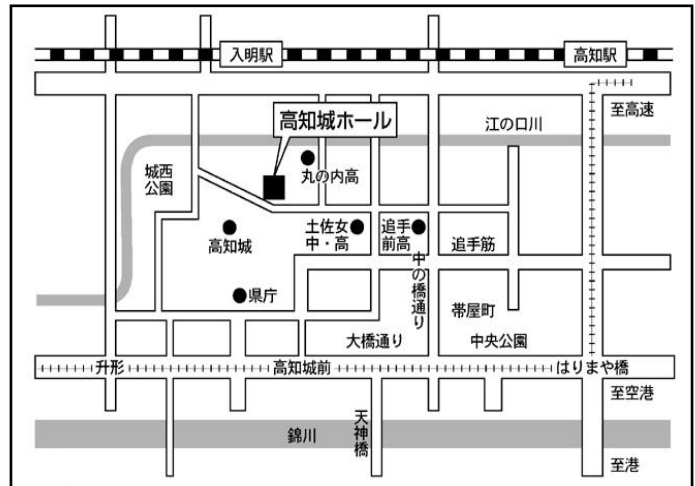 入明駅
高知駅
至高速
高知城ホール
江の口川
丸の内高
城西
公園
高知城
土佐女
中・高
追手
前高
追手筋
中の橋通り
県庁
帯屋町
大橋通り
中央公園
升形
高知城前
はりまや橋
至空港
天神橋
錦川
至港